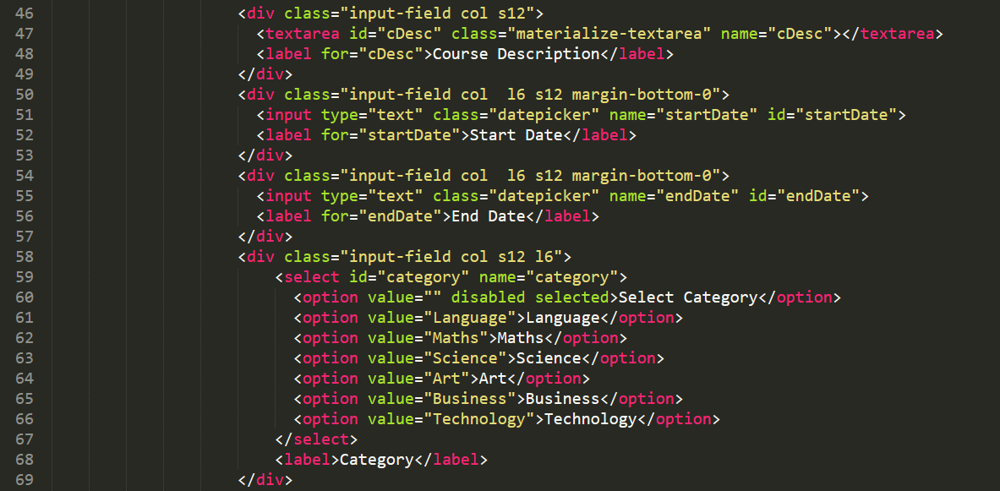 46 <div class="input-field col s12">
47 <textarea id="cDesc" class="materialize-textarea" name="cDesc"></textarea>
48 <label for="cDesc">Course Description</label>
49 </div>
50 <div class="input-field col  l6 s12 margin-bottom-0">
51 <input type="text" class="datepicker" name="startDate" id="startDate">
52 <label for="startDate">Start Date</label>
53 </div>
54 <div class="input-field col  l6 s12 margin-bottom-0">
55 <input type="text" class="datepicker" name="endDate" id="endDate">
56 <label for="endDate">End Date</label>
57 </div>
58 <div class="input-field col s12 l6">
59 <select id="category" name="category">
60 <option value="" disabled selected>Select Category</option>
61 <option value="Language">Language</option>
62 <option value="Maths">Maths</option>
63 <option value="Science">Science</option>
64 <option value="Art">Art</option>
65 <option value="Business">Business</option>
66 <option value="Technology">Technology</option>
67 </select>
68 <label>Category</label>
69 </div>